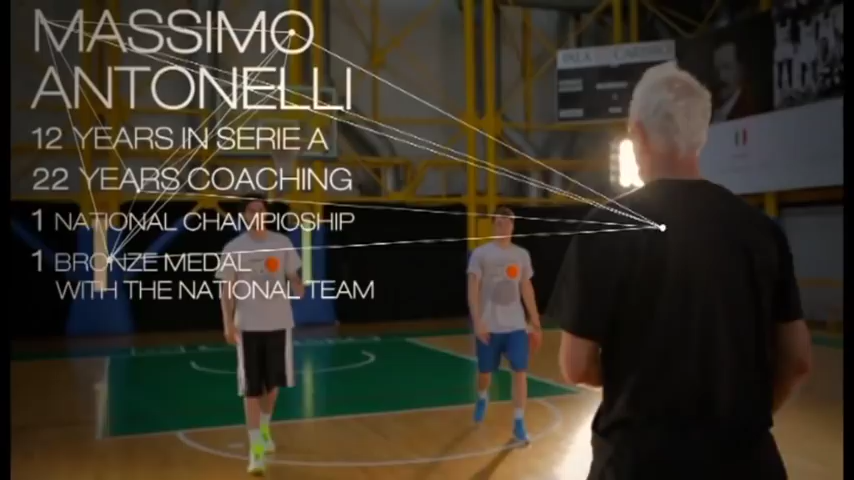 MASSIMO
ANTONELLI
12 YEARS IN SERIE A
22 YEARS COACHING
1 NATIONAL CHAMPIOSHIP
1 BRONZE MEDAL
WITH THE NATIONAL TEAM